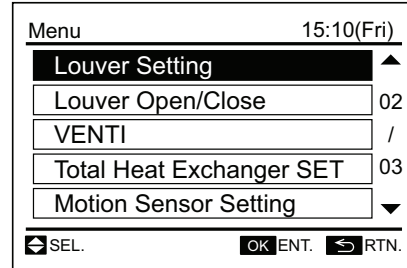 Menu 15:10(Fri)
Louver Setting
Louver Open/Close 02
VENTI /
Total Heat Exchanger SET 03
Motion Sensor Setting
SEL. OK ENT. RTN.